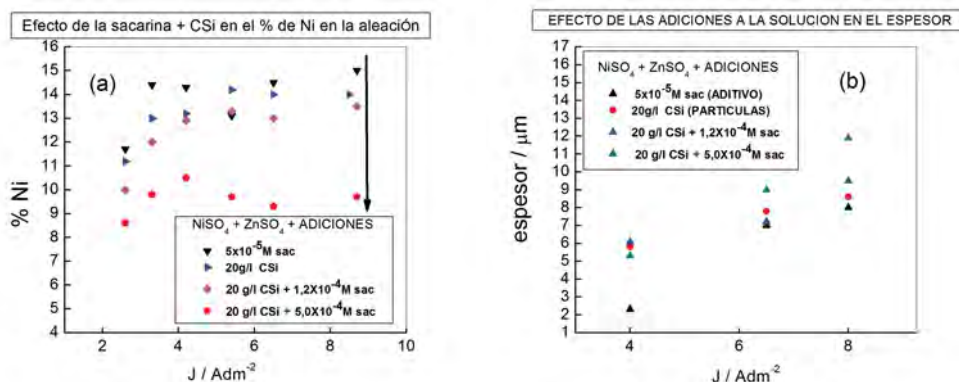 Efecto de la sacarina + CSi en el % de Ni en la aleación
16
15
14
13
12
11
10
9
8
7
6
5
4
% Ni
(a)
NiSO₄ + ZnSO₄ + ADICIONES
5x10⁻⁵M sac
20g/l CSi
20 g/l CSi + 1,2X10⁻⁴M sac
20 g/l CSi + 5,0X10⁻⁴M sac
2 4 6 8 10
J / Adm⁻²
EFECTO DE LAS ADICIONES A LA SOLUCION EN EL ESPESOR
17
16
15
14
13
12
11
10
9
8
7
6
5
4
3
2
1
espesor / μm
(b)
NiSO₄ + ZnSO₄ + ADICIONES
5x10⁻⁵M sac (ADITIVO)
20g/l CSi (PARTICULAS)
20 g/l CSi + 1,2X10⁻⁴M sac
20 g/l CSi + 5,0X10⁻⁴M sac
4 6 8
J / Adm⁻²